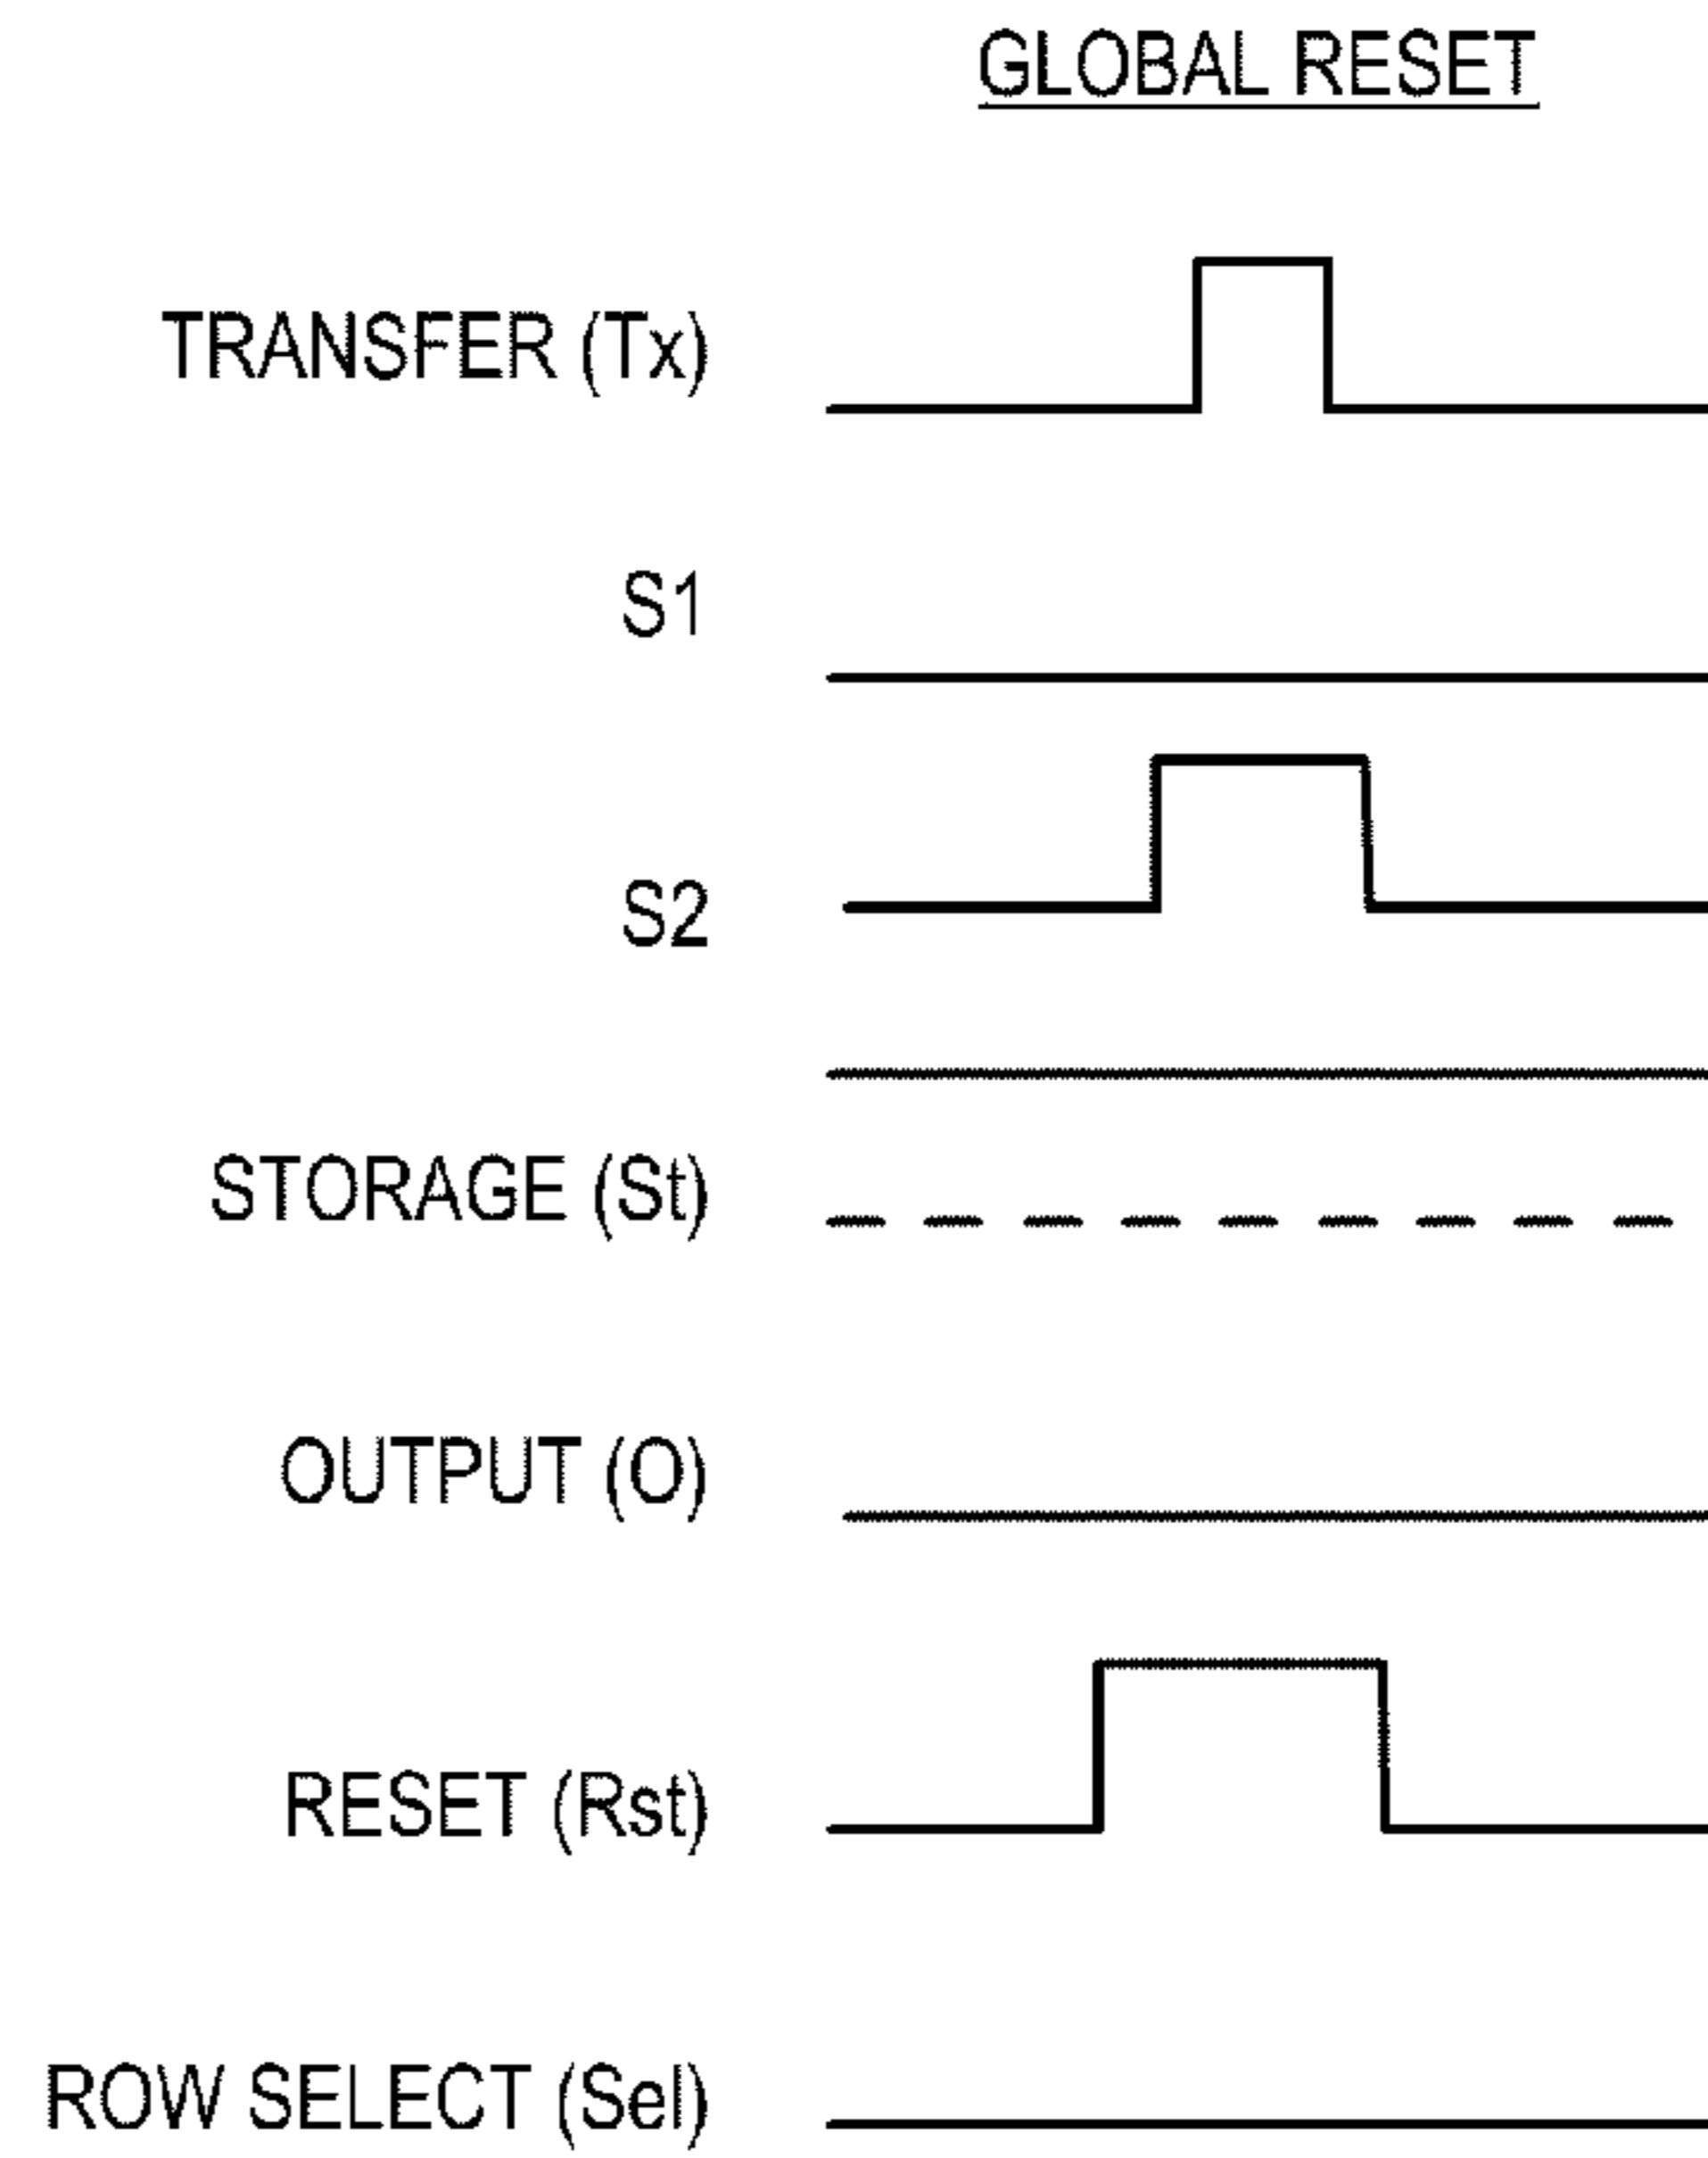 GLOBAL RESET
TRANSFER (Tx)
S1
S2
STORAGE (St)
OUTPUT (O)
RESET (Rst)
ROW SELECT (Sel)